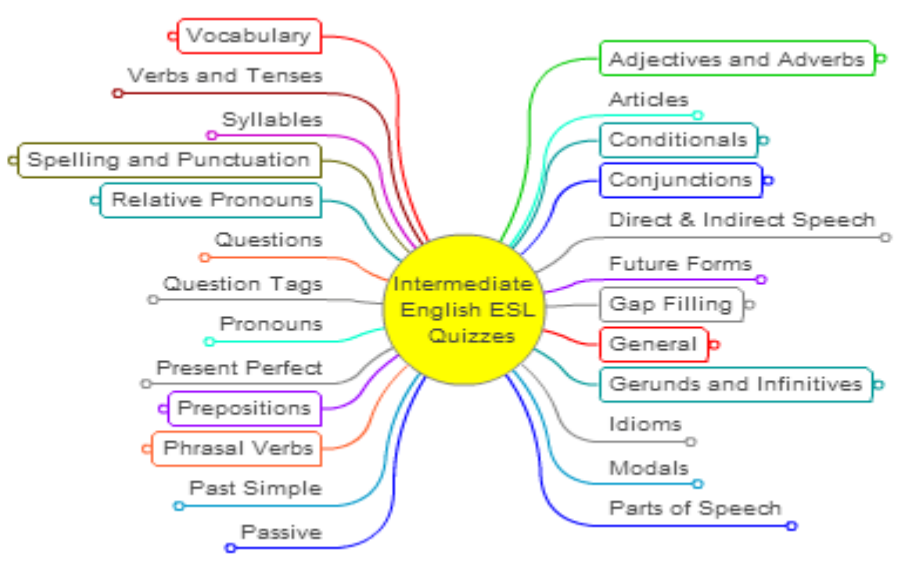 Vocabulary
Verbs and Tenses
Syllables
Spelling and Punctuation
Relative Pronouns
Questions
Question Tags
Pronouns
Present Perfect
Prepositions
Phrasal Verbs
Past Simple
Passive
Intermediate
English ESL
Quizzes
Adjectives and Adverbs
Articles
Conditionals
Conjunctions
Direct & Indirect Speech
Future Forms
Gap Filling
General
Gerunds and Infinitives
Idioms
Modals
Parts of Speech